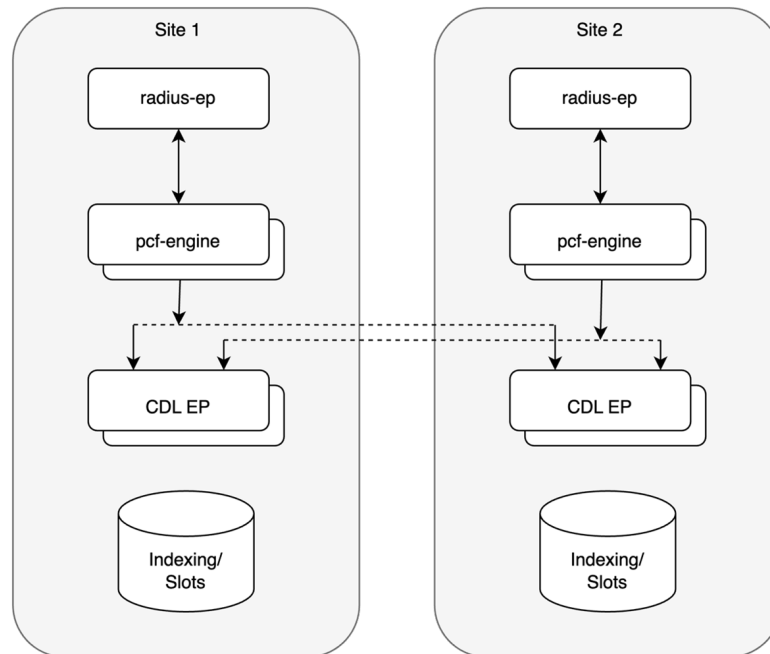 Site 1
Site 2
radius-ep
radius-ep
pcf-engine
pcf-engine
CDL EP
CDL EP
Indexing/
Slots
Indexing/
Slots